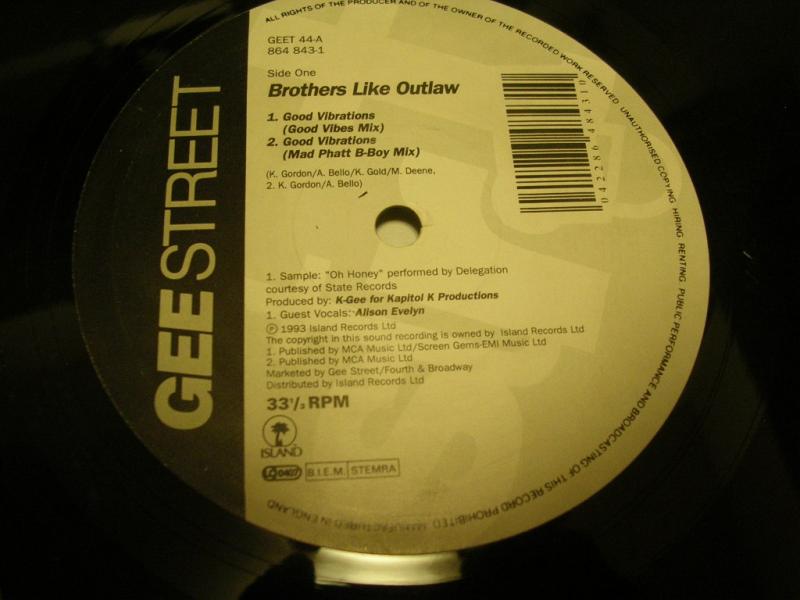 ALL RIGHTS OF THE PRODUCER AND OF THE OWNER OF THE RECORDED WORK RESERVED UNAUTHORISED COPYING HIRING RENTING PUBLIC PERFORMANCE AND BROADCASTING OF THIS RECORD PROHIBITED MANUFACTURED IN ENGLAND
GEE STREET
GEET 44-A
864 843-1
Side One
Brothers Like Outlaw
1. Good Vibrations
(Good Vibes Mix)
2. Good Vibrations
(Mad Phatt B-Boy Mix)
(K. Gordon/A. Bello/K. Gold/M. Deene,
2. K. Gordon/A. Bello)
0 42286 48431 0
1. Sample: "Oh Honey" performed by Delegation
courtesy of State Records
Produced by: K-Gee for Kapitol K Productions
1. Guest Vocals: Alison Evelyn
Ⓟ 1993 Island Records Ltd
The copyright in this sound recording is owned by Island Records Ltd
1. Published by MCA Music Ltd/Screen Gems-EMI Music Ltd
2. Published by MCA Music Ltd
Marketed by Gee Street/Fourth & Broadway
Distributed by Island Records Ltd
33⅓ RPM
ISLAND
LC 0407 B.I.E.M. STEMRA